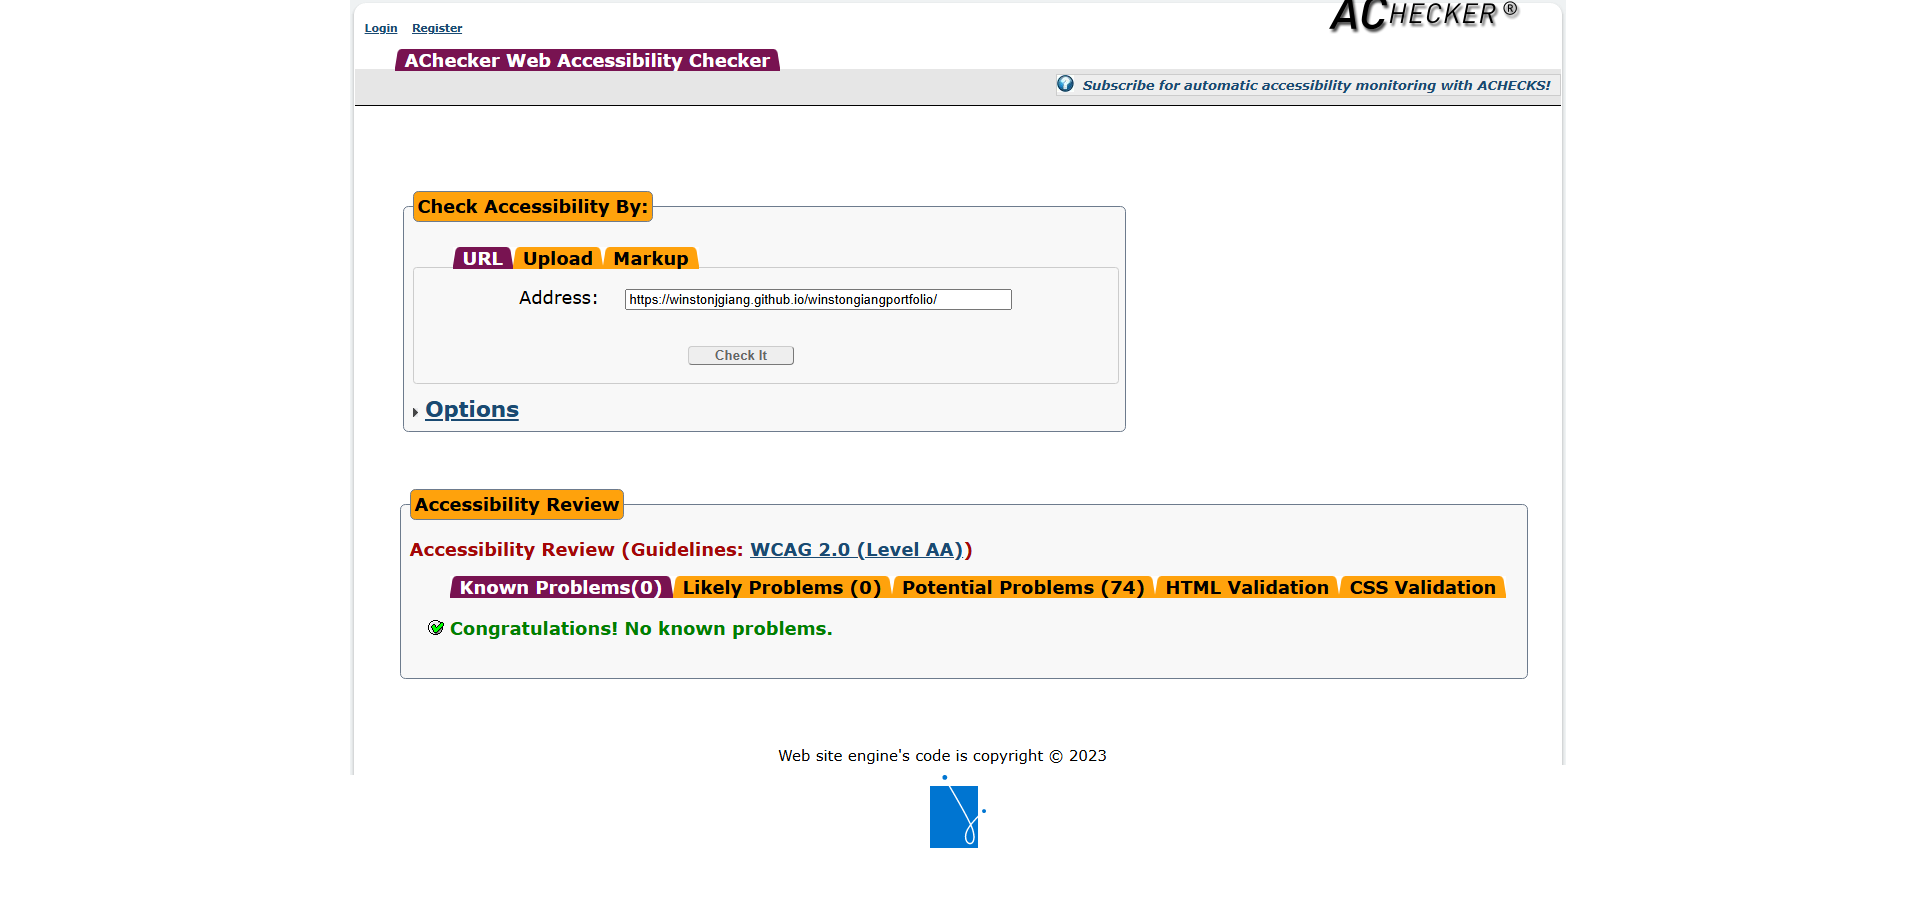 Login Register
ACHECKER ®
AChecker Web Accessibility Checker
Subscribe for automatic accessibility monitoring with ACHECKS!
Check Accessibility By:
URL Upload Markup
Address: https://winstonjgiang.github.io/winstongiangportfolio/
Check It
Options
Accessibility Review
Accessibility Review (Guidelines: WCAG 2.0 (Level AA))
Known Problems(0) Likely Problems (0) Potential Problems (74) HTML Validation CSS Validation
Congratulations! No known problems.
Web site engine's code is copyright © 2023